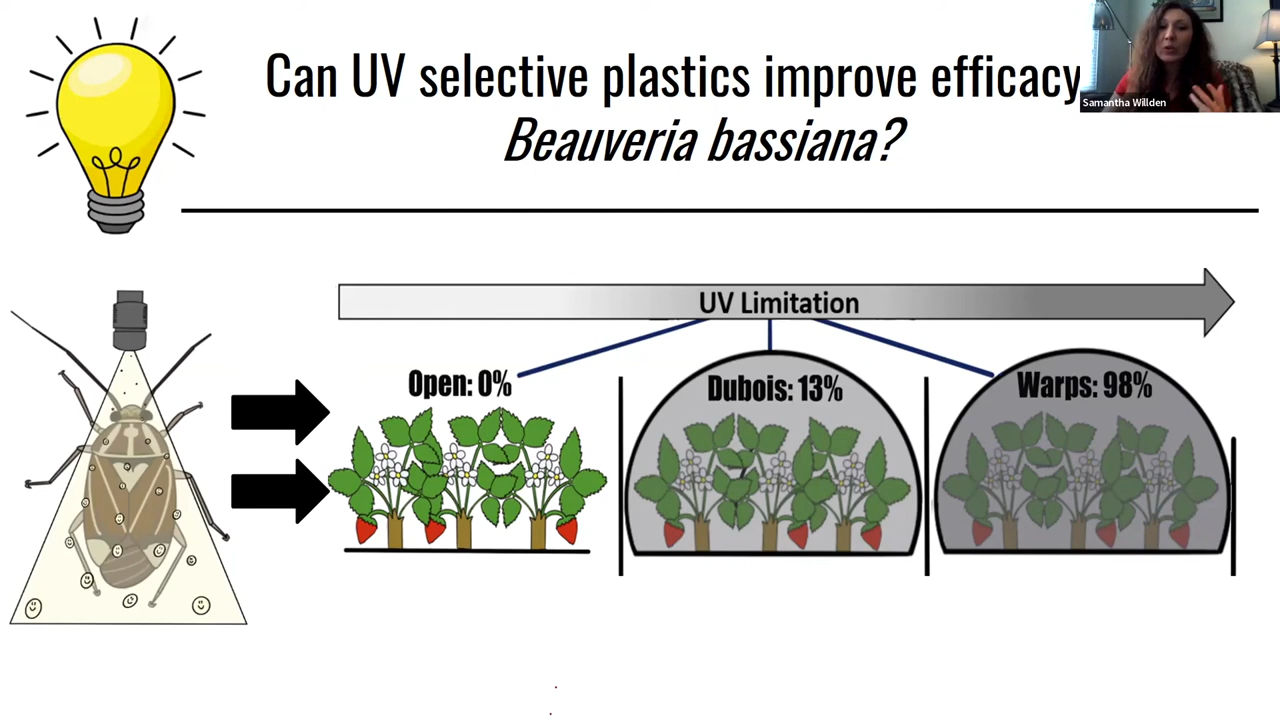 Can UV selective plastics improve efficacy
Beauveria bassiana?
Samantha Willden
UV Limitation
Open: 0%
Dubois: 13%
Warps: 98%